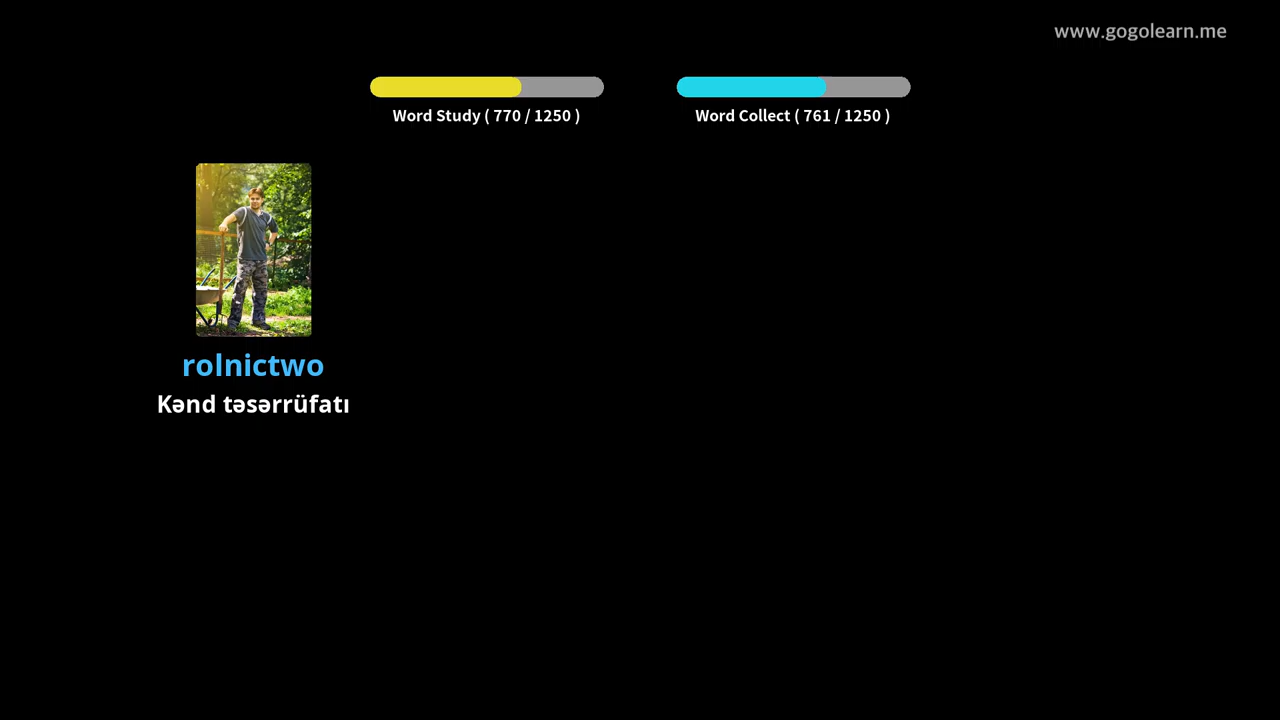 www.gogolearn.me
Word Study ( 770 / 1250 )
Word Collect ( 761 / 1250 )
rolnictwo
Kənd təsərrüfatı